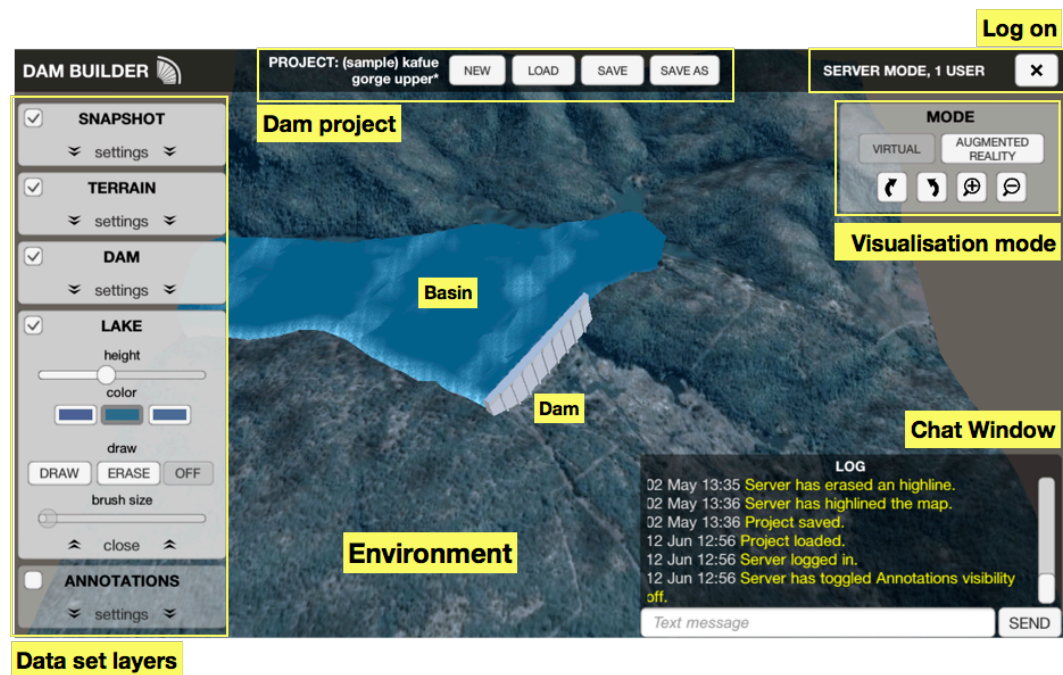 Log on
DAM BUILDER
PROJECT: (sample) kafue
gorge upper*
NEW
LOAD
SAVE
SAVE AS
SERVER MODE, 1 USER
Dam project
SNAPSHOT
settings
TERRAIN
settings
DAM
settings
LAKE
height
color
draw
DRAW
ERASE
OFF
brush size
close
ANNOTATIONS
settings
Data set layers
MODE
VIRTUAL
AUGMENTED
REALITY
Visualisation mode
Basin
Dam
Environment
Chat Window
LOG
02 May 13:35 Server has erased an highline.
02 May 13:36 Server has highlined the map.
02 May 13:36 Project saved.
12 Jun 12:56 Project loaded.
12 Jun 12:56 Server logged in.
12 Jun 12:56 Server has toggled Annotations visibility
off.
Text message
SEND